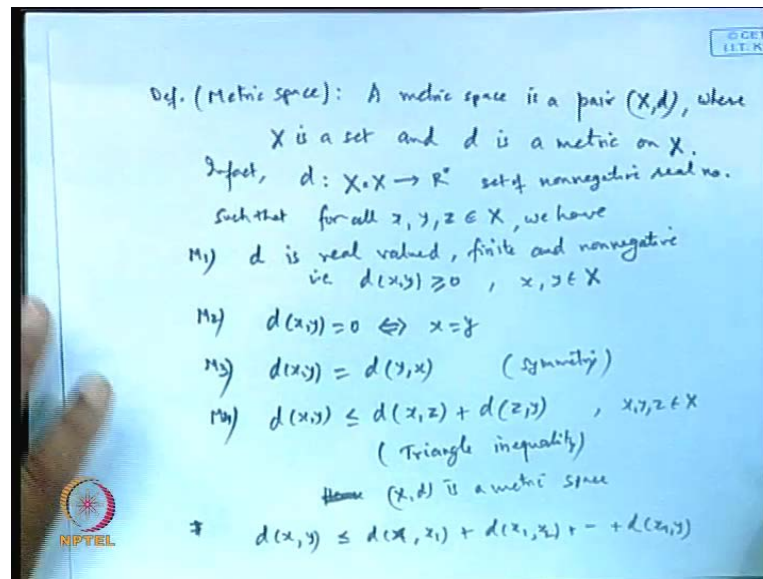 © CET
I.I.T. K
Def. (Metric space): A metric space is a pair (X,d), where
X is a set and d is a metric on X.
Infact, d: X×X → R⁺ set of nonnegative real no.
such that for all x, y, z ∈ X, we have
M1) d is real valued, finite and nonnegative
i.e. d(x,y) ≥ 0 , x, y ∈ X
M2) d(x,y) = 0 ⇔ x = y
M3) d(x,y) = d(y,x) (Symmetry)
M4) d(x,y) ≤ d(x,z) + d(z,y) , x,y,z ∈ X
(Triangle inequality)
(X,d) is a metric space
d(x,y) ≤ d(x,x₁) + d(x₁,x₂) + - + d(xₙ,y)
NPTEL